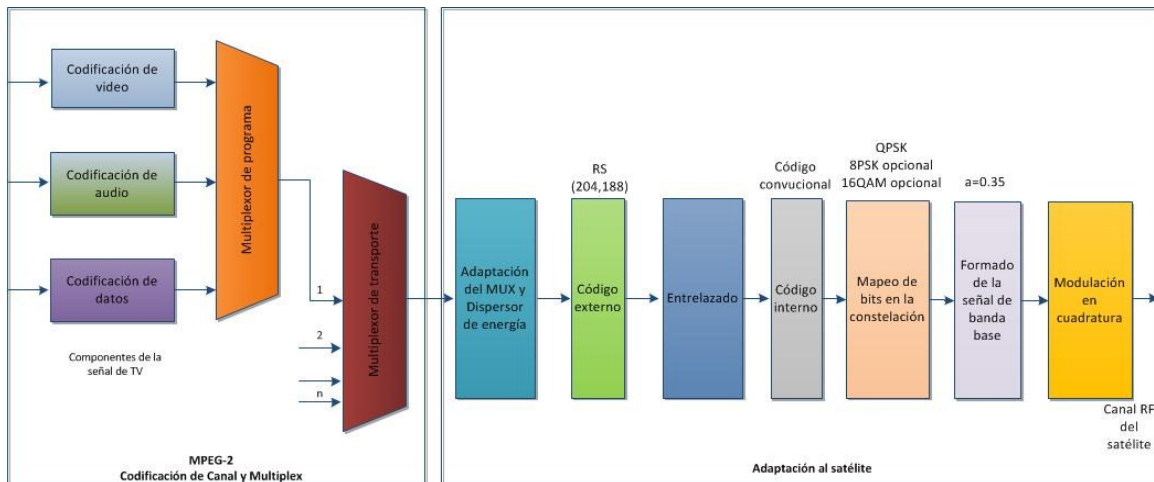 Codificación de
video
Codificación de
audio
Codificación de
datos
Componentes de la
señal de TV
Multiplexor de programa
1
2
n
Multiplexor de transporte
MPEG-2
Codificación de Canal y Multiplex
Adaptación
del MUX y
Dispersor
de energía
RS
(204,188)
Código
externo
Entrelazado
Código
convucional
Código
interno
QPSK
8PSK opcional
16QAM opcional
Mapeo de
bits en la
constelación
a=0.35
Formado
de la
señal de
banda
base
Modulación
en
cuadratura
Canal RF
del
satélite
Adaptación al satélite